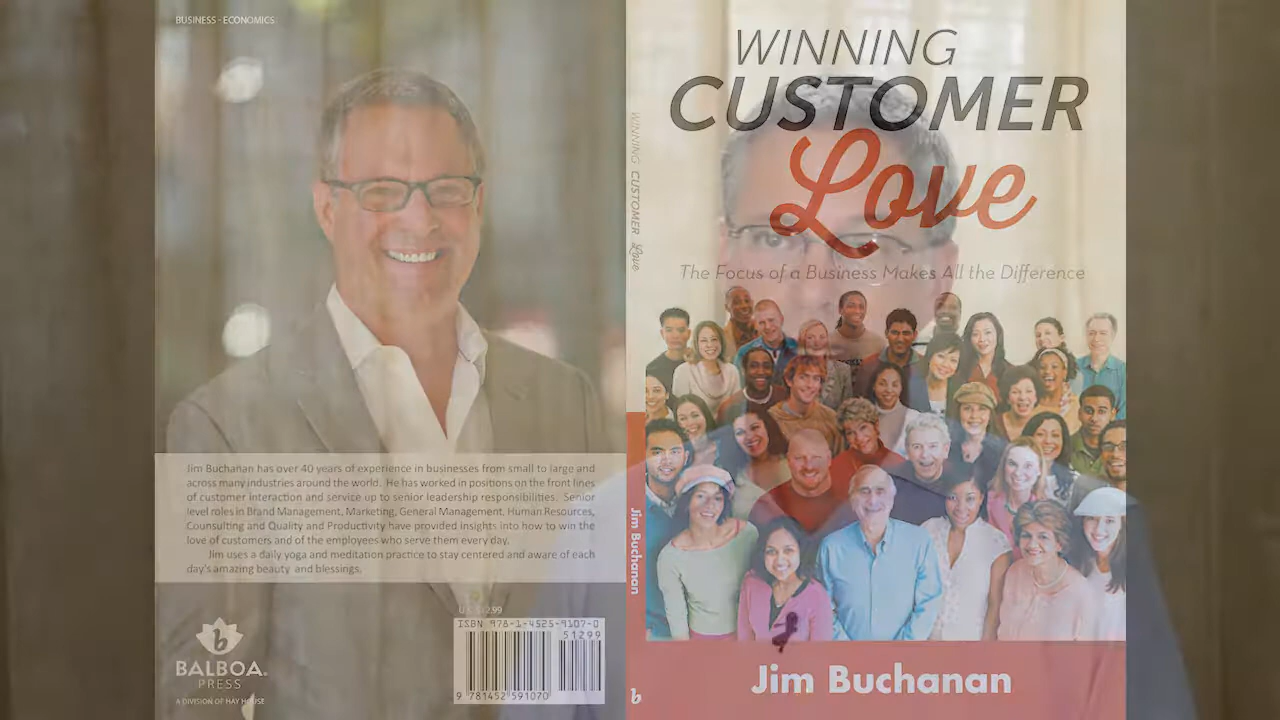 BUSINESS - ECONOMICS
Jim Buchanan has over 40 years of experience in businesses from small to large and
across many industries around the world. He has worked in positions on the front lines
of customer interaction and service up to senior leadership responsibilities. Senior
level roles in Brand Management, Marketing, General Management, Human Resources,
Counsulting and Quality and Productivity have provided insights into how to win the
love of customers and of the employees who serve them every day.
Jim uses a daily yoga and meditation practice to stay centered and aware of each
day's amazing beauty and blessings.
BALBOA.
PRESS
A DIVISION OF HAY HOUSE
ISBN 978-1-4525-9107-0
51299
9 781452 591070
WINNING CUSTOMER Love
Jim Buchanan
WINNING
CUSTOMER
Love
The Focus of a Business Makes All the Difference
Jim Buchanan